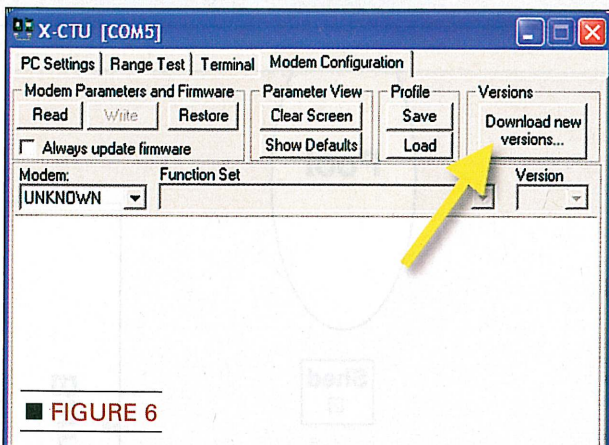 X-CTU [COM5]
PC Settings Range Test Terminal Modem Configuration
Modem Parameters and Firmware Parameter View Profile Versions
Read Write Restore Clear Screen Save Download new versions...
Always update firmware Show Defaults Load
Modem: Function Set Version
UNKNOWN
Shed
FIGURE 6